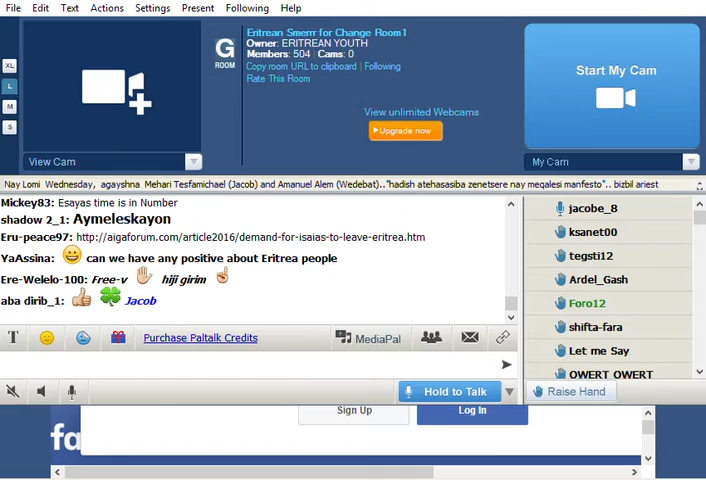 File Edit Text Actions Settings Present Following Help
XL
L
M
S
View Cam
G
ROOM
Eritrean Smerrr for Change Room1
Owner: ERITREAN YOUTH
Members: 504 | Cams: 0
Copy room URL to clipboard | Following
Rate This Room
View unlimited Webcams
Upgrade now
Start My Cam
My Cam
Nay Lomi Wednesday, agayshna Mehari Tesfamichael (Jacob) and Amanuel Alem (Wedebat).."hadish atehasasiba zenetsere nay meqalesi manfesto".. bizbil ariest
Mickey83: Esayas time is in Number
shadow 2_1: Aymeleskayon
Eru-peace97: http://aigaforum.com/article2016/demand-for-isaias-to-leave-eritrea.htm
YaAssina: can we have any positive about Eritrea people
Ere-Welelo-100: Free-v hiji girim
aba dirib_1: Jacob
jacobe_8
ksanet00
tegsti12
Ardel_Gash
Foro12
shifta-fara
Let me Say
OWERT OWERT
T Purchase Paltalk Credits MediaPal
Hold to Talk
Raise Hand
Sign Up Log In
fa